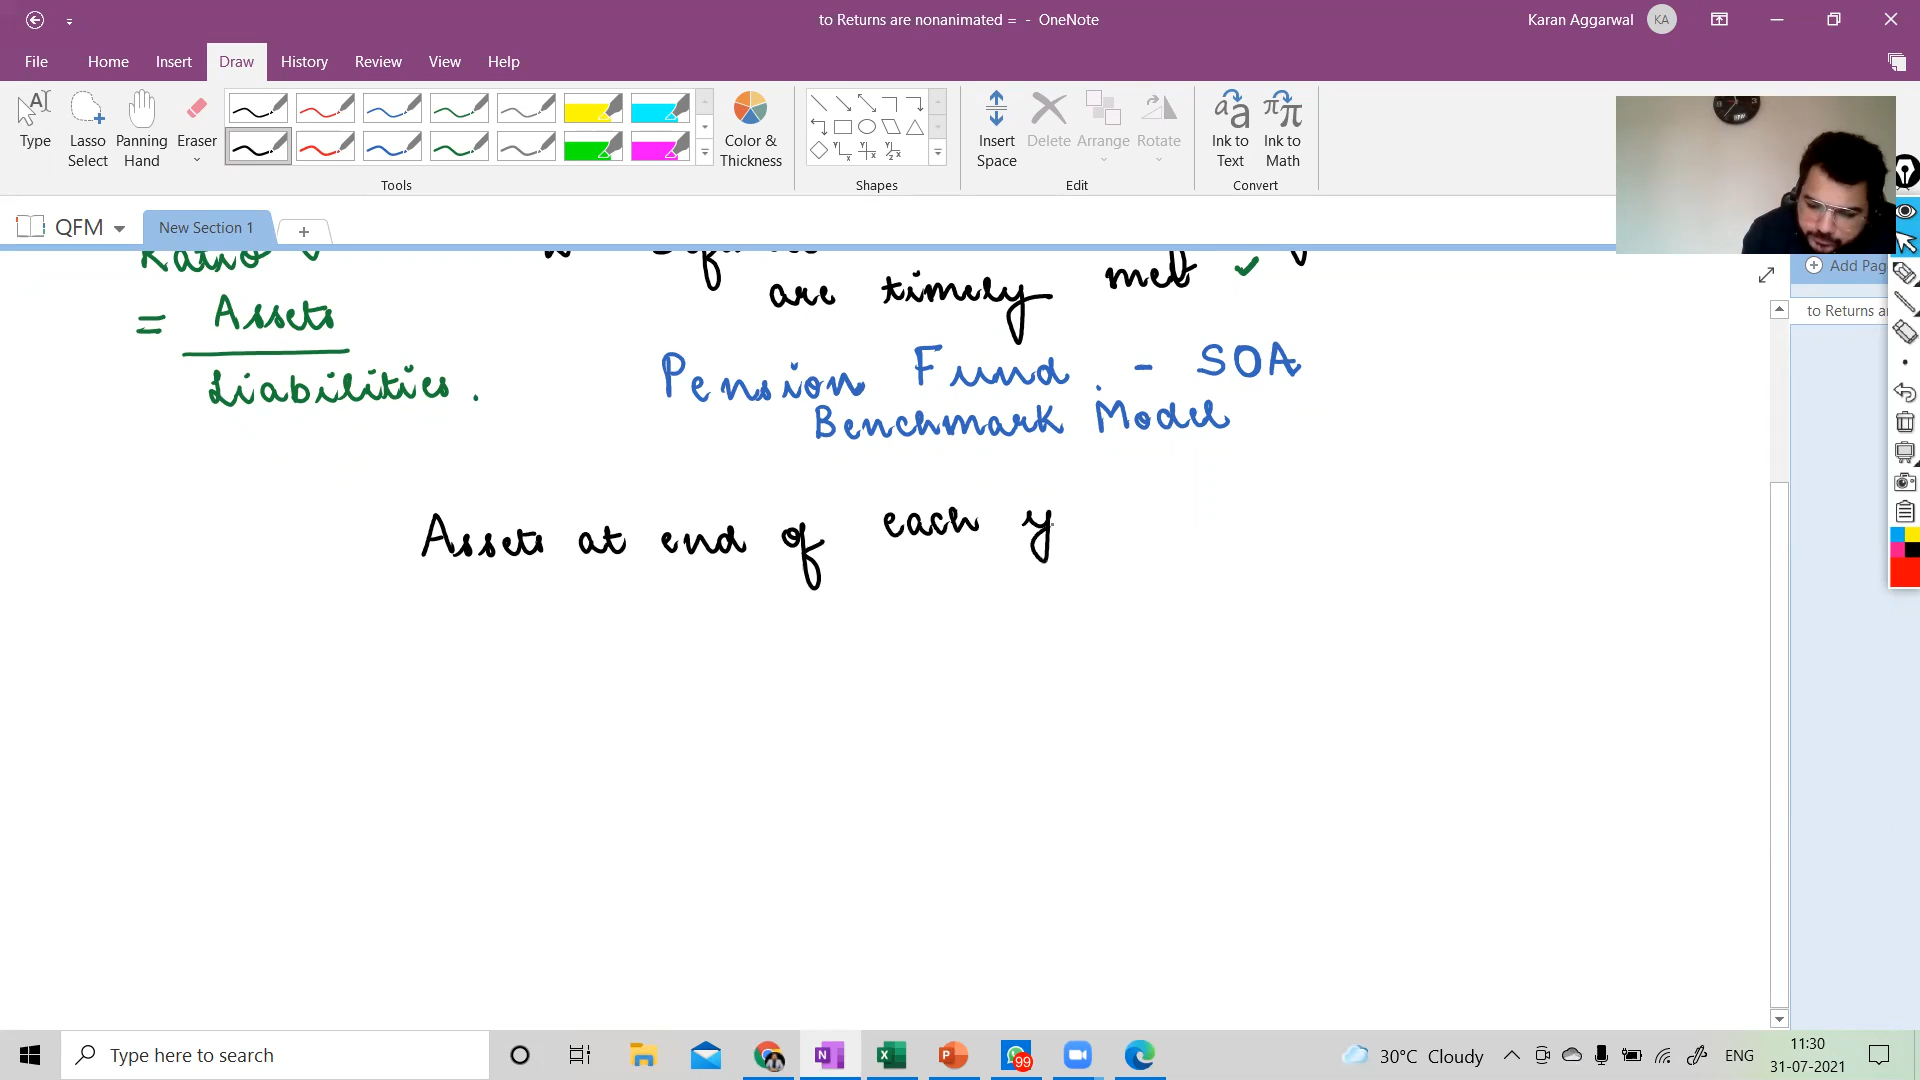 to Returns are nonanimated = - OneNote
Karan Aggarwal KA
File Home Insert Draw History Review View Help
Type
Lasso Select
Panning Hand
Eraser
Color & Thickness
Insert Space
Delete
Arrange
Rotate
Ink to Text
Ink to Math
Tools Shapes Edit Convert
QFM New Section 1 +
Add Pag
to Returns a
Ratio
are timely met ✓
= Assets
Liabilities.
Pension Fund. - SOA
Benchmark Model
Assets at end of each y
Type here to search
99
30°C Cloudy
ENG
11:30
31-07-2021